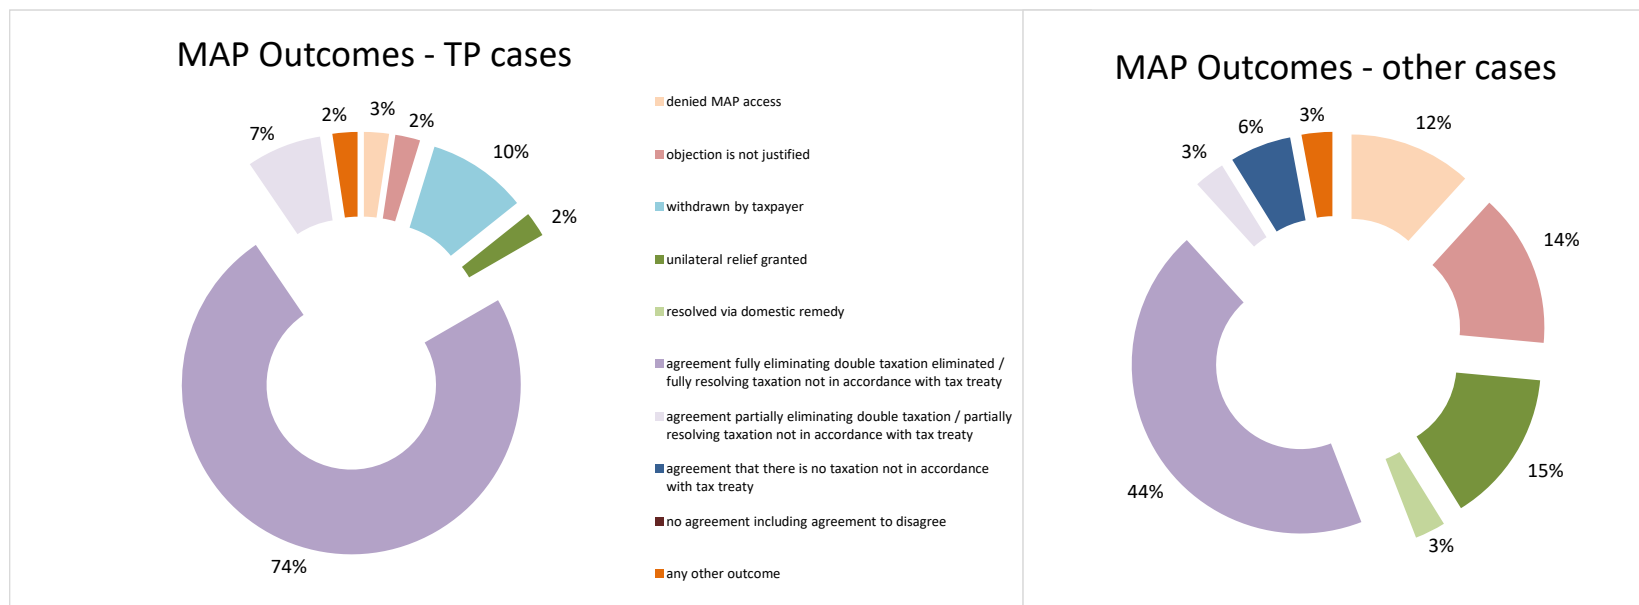 MAP Outcomes - TP cases
2%
3%
2%
7%
10%
2%
74%
denied MAP access
objection is not justified
withdrawn by taxpayer
unilateral relief granted
resolved via domestic remedy
agreement fully eliminating double taxation eliminated /
fully resolving taxation not in accordance with tax treaty
agreement partially eliminating double taxation / partially
resolving taxation not in accordance with tax treaty
agreement that there is no taxation not in accordance
with tax treaty
no agreement including agreement to disagree
any other outcome
MAP Outcomes - other cases
3%
6%
3%
12%
14%
15%
3%
44%